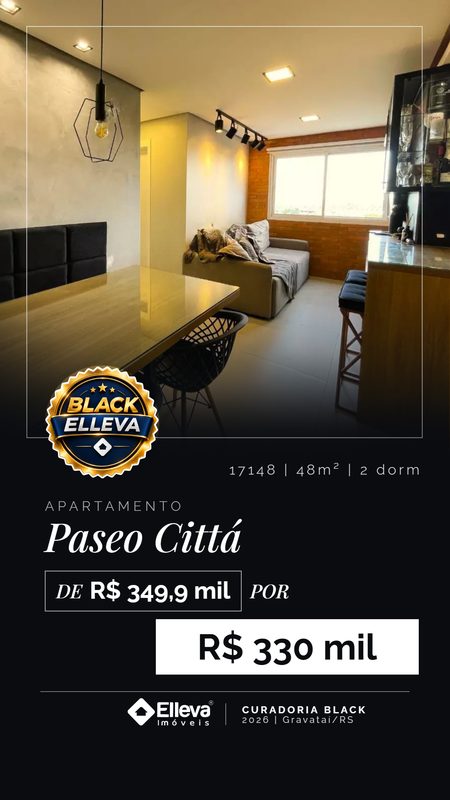 BLACK
ELLEVA
17148 | 48m² | 2 dorm
APARTAMENTO
Paseo Cittá
DE R$ 349,9 mil POR
R$ 330 mil
Elleva®
Imóveis
CURADORIA BLACK
2026 | Gravataí/RS